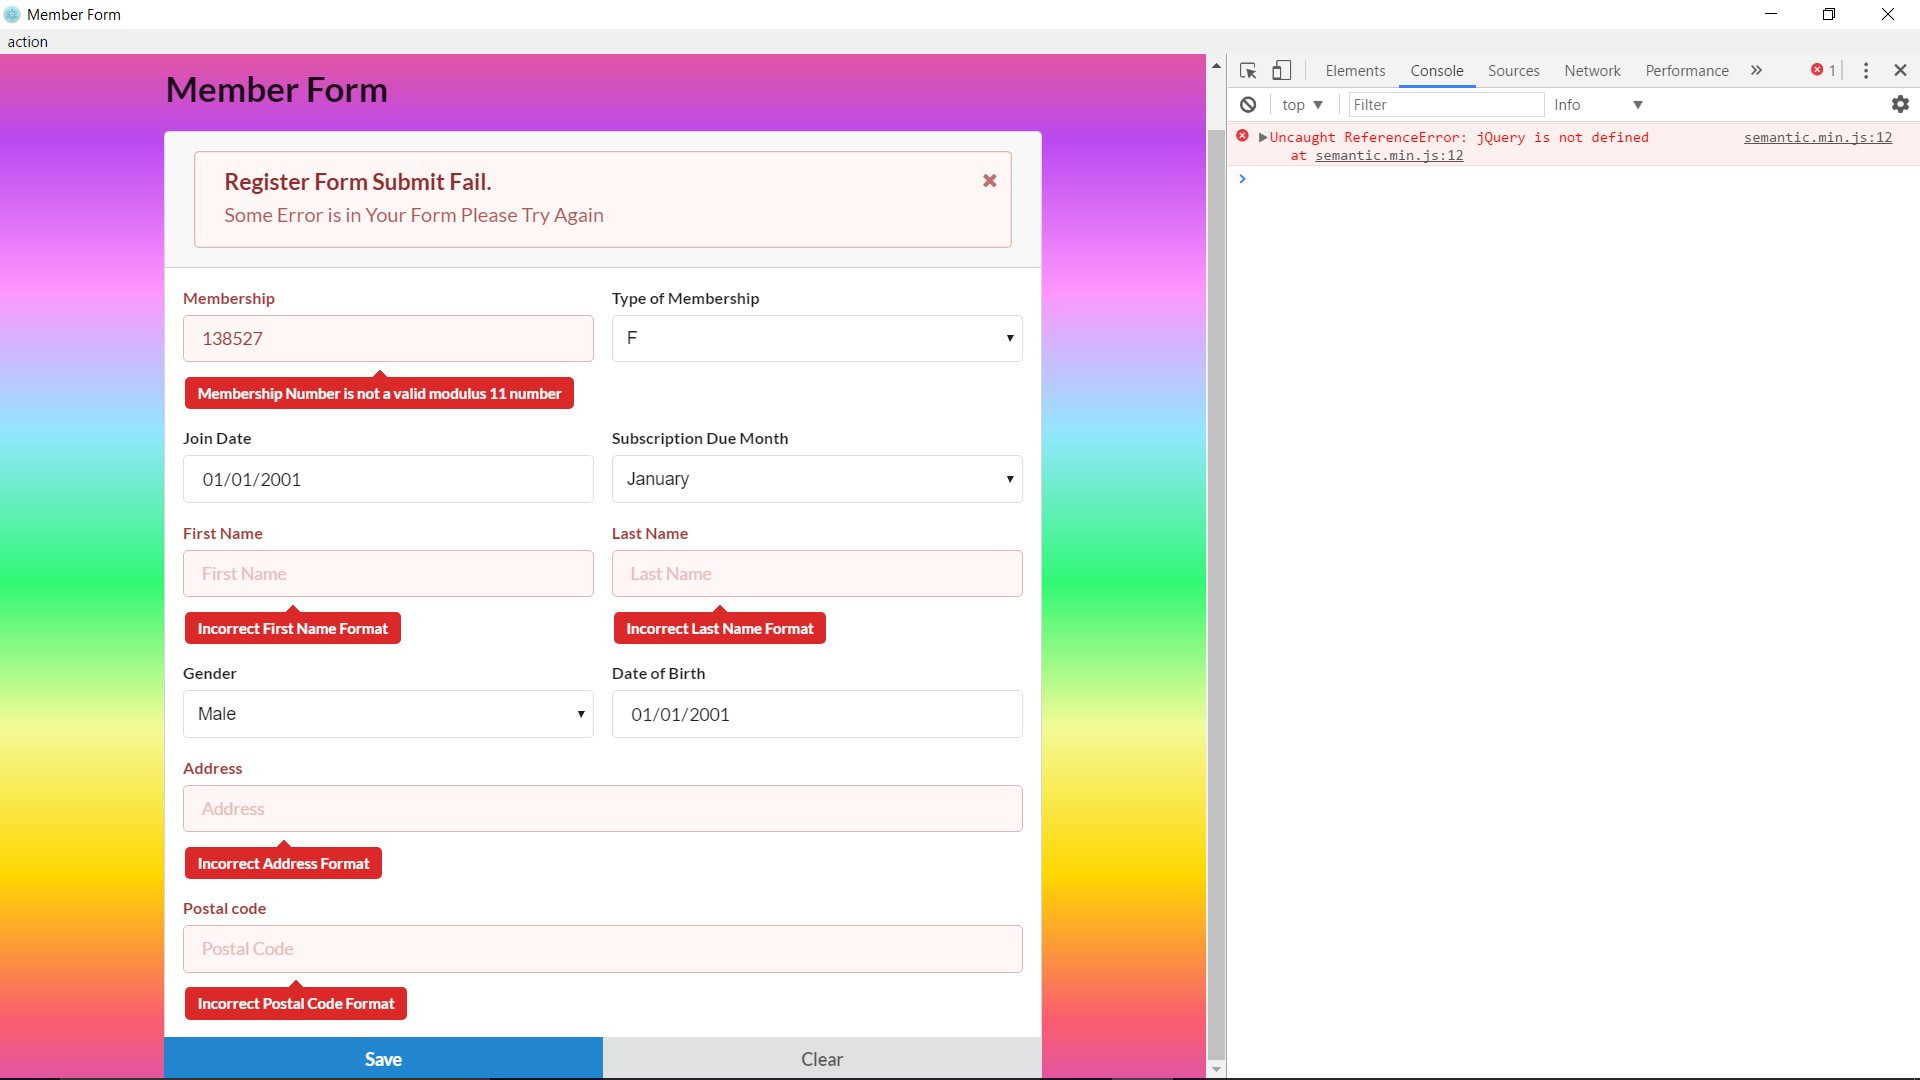 Member Form
action
Member Form
Register Form Submit Fail.
Some Error is in Your Form Please Try Again
Membership
Type of Membership
138527
F
Membership Number is not a valid modulus 11 number
Join Date
Subscription Due Month
01/01/2001
January
First Name
Last Name
First Name
Last Name
Incorrect First Name Format
Incorrect Last Name Format
Gender
Date of Birth
Male
01/01/2001
Address
Address
Incorrect Address Format
Postal code
Postal Code
Incorrect Postal Code Format
Save
Clear
Elements Console Sources Network Performance » 1
top Filter Info
Uncaught ReferenceError: jQuery is not defined semantic.min.js:12
at semantic.min.js:12